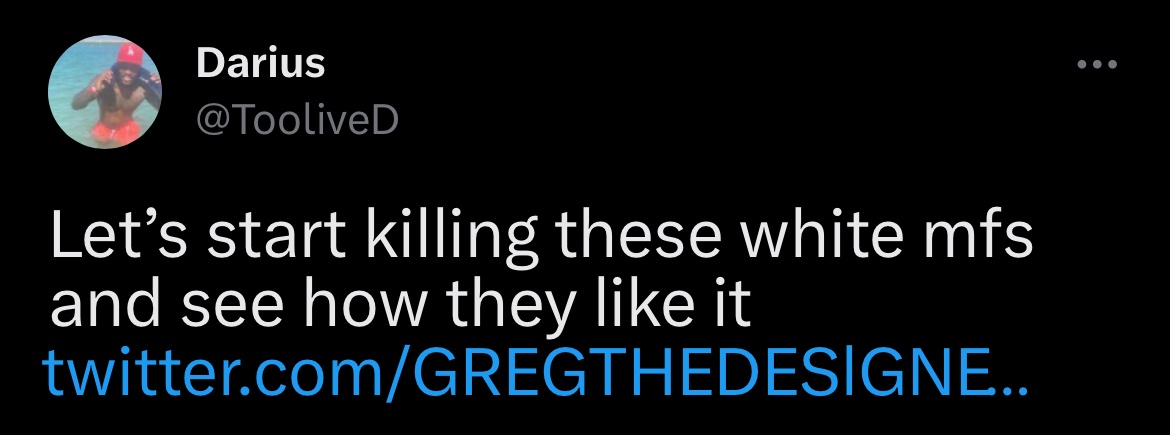 Darius
@TooliveD
Let’s start killing these white mfs
and see how they like it
twitter.com/GREGTHEDESIGNE...